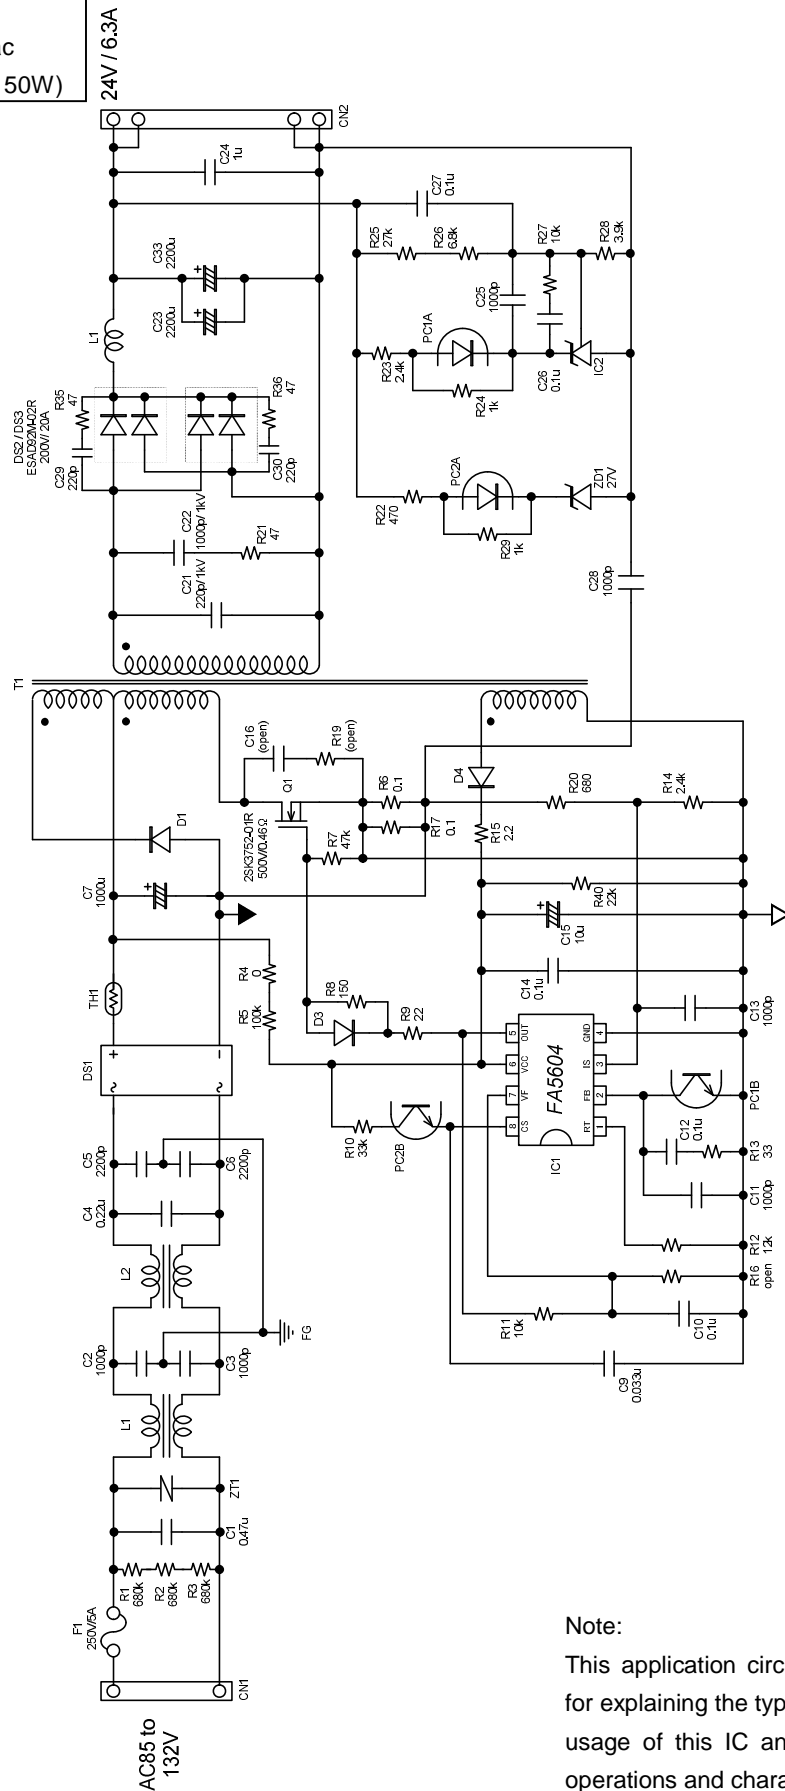 ac
150W)
24V / 6.3A
CN2
C24
1u
C33
2200u
C23
2200u
L1
C27
0.1u
R25
27k
R26
6.8k
R27
10k
R28
3.9k
C25
1000p
PC1A
R23
2.4k
R24
1k
C26
0.1u
IC2
DS2 / DS3
ESAD92M-02R
200V/ 20A
R35
47
C29
220p
R36
47
C30
220p
C22
1000p/1kV
R21
47
C21
220p/1kV
R22
470
PC2A
R29
1k
ZD1
27V
C28
1000p
T1
C16
(open)
R19
(open)
Q1
2SK3752-01R
500V/0.46Ω
R6
0.1
R7
47k
R17
0.1
D4
R15
2.2
R20
680
R14
2.4k
D1
C7
1000u
R40
22k
C15
10u
C14
0.1u
C13
1000p
TH1
R4
0
R5
100k
R8
150
D3
R9
22
DS1
+
-
~
~
R10
33k
PC2B
5 OUT
6 VCC
7 VF
8 CS
FA5604
GND 4
IS 3
FB 2
RT 1
IC1
PC1B
C12
0.1u
R13
33
C11
1000p
R12
12k
R16
open
C10
0.1u
R11
10k
C9
0.033u
C5
2200p
C6
2200p
C4
0.22u
L2
C2
1000p
C3
1000p
FG
L1
ZT1
C1
0.47u
R1
680k
R2
680k
R3
680k
F1
250V/5A
CN1
AC85 to
132V
Note:
This application circ
for explaining the typ
usage of this IC an
operations and chara